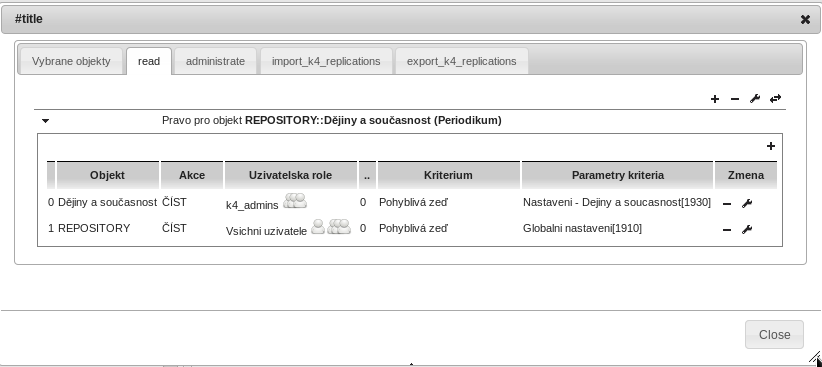 #title
Vybrane objekty read administrate import_k4_replications export_k4_replications
Pravo pro objekt REPOSITORY::Dějiny a současnost (Periodikum)
Objekt Akce Uzivatelska role .. Kriterium Parametry kriteria Zmena
0 Dějiny a současnost ČÍST k4_admins 0 Pohyblivá zeď Nastaveni - Dejiny a soucasnost[1930]
1 REPOSITORY ČÍST Vsichni uzivatele 0 Pohyblivá zeď Globalni nastaveni[1910]
Close